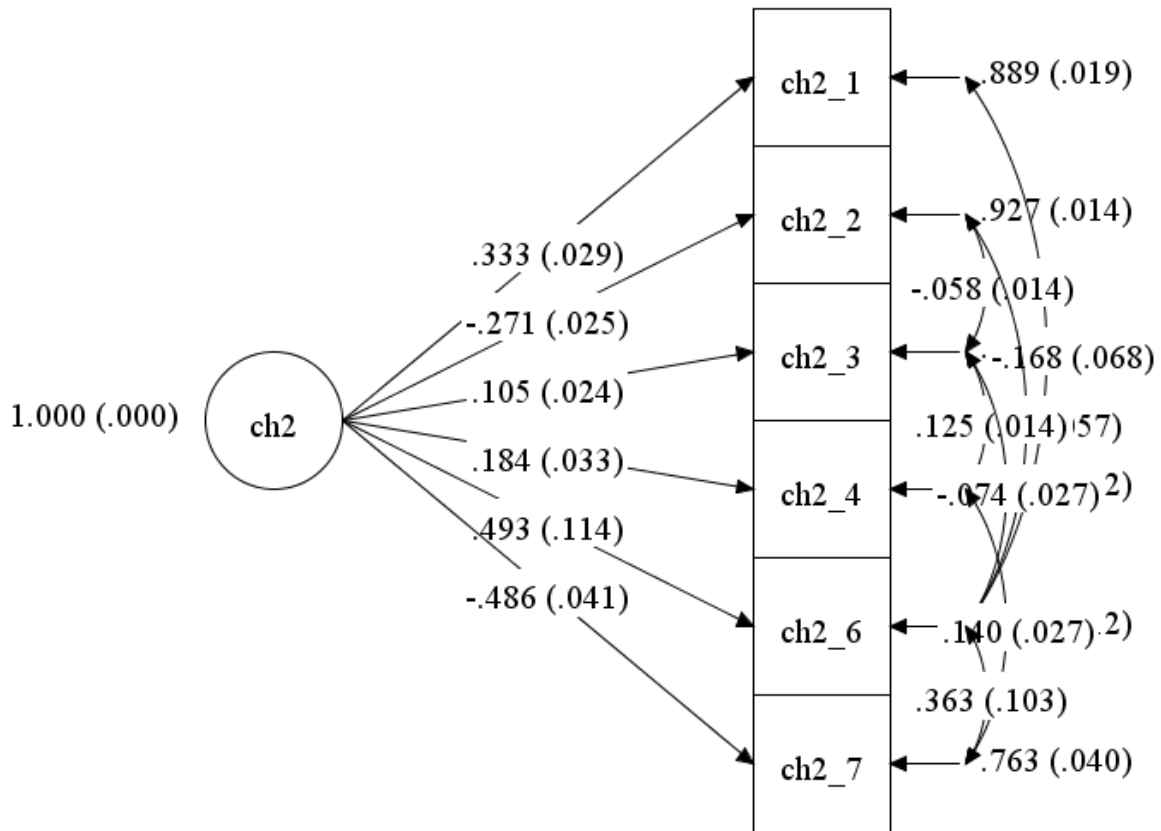 ch2_1
.889 (.019)
ch2_2
.927 (.014)
.333 (.029)
-.058 (.014)
-.271 (.025)
ch2_3
-.168 (.068)
.105 (.024)
1.000 (.000)
ch2
.125 (.014)
57)
.184 (.033)
ch2_4
-.074 (.027)
2)
.493 (.114)
-.486 (.041)
ch2_6
.140 (.027)
.2)
.363 (.103)
ch2_7
.763 (.040)